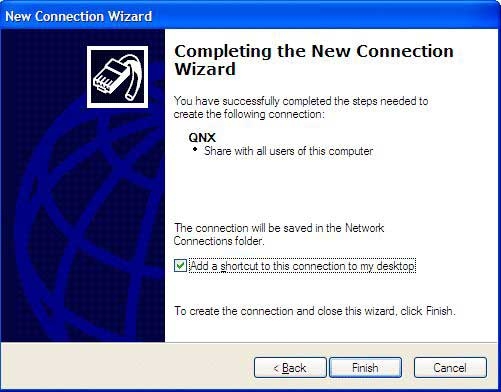 New Connection Wizard
Completing the New Connection
Wizard
You have successfully completed the steps needed to
create the following connection:
QNX
• Share with all users of this computer
The connection will be saved in the Network
Connections folder.
Add a shortcut to this connection to my desktop
To create the connection and close this wizard, click Finish.
< Back
Finish
Cancel